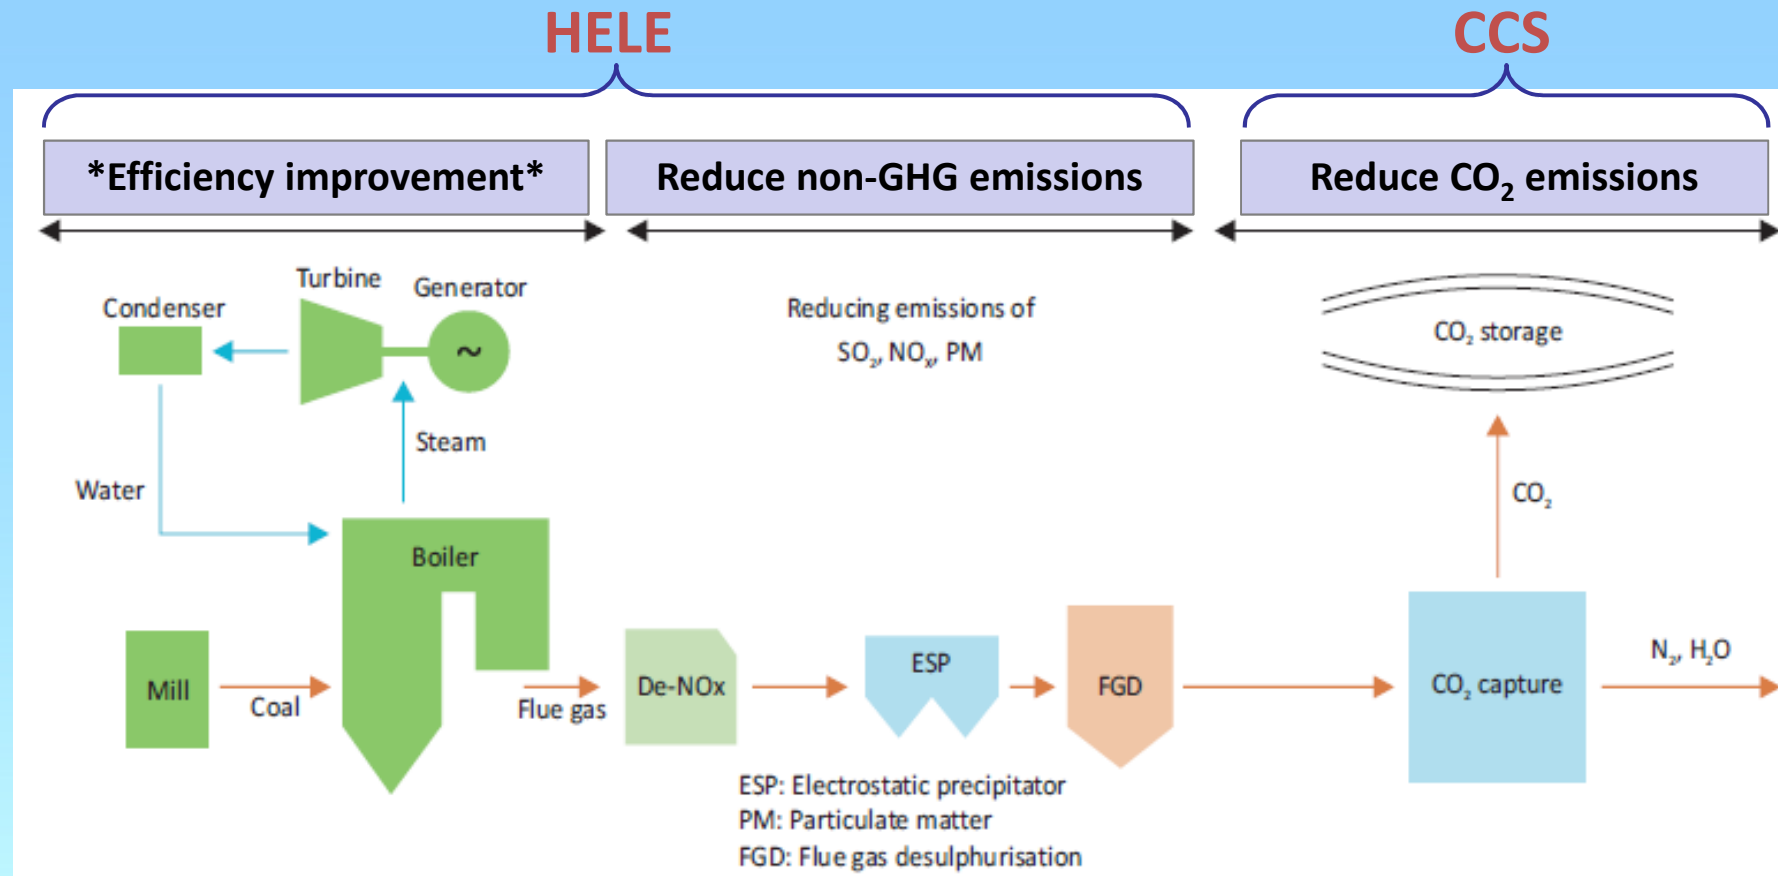 HELE
CCS
*Efficiency improvement*
Reduce non-GHG emissions
Reduce CO₂ emissions
Turbine
Generator
Condenser
~
Reducing emissions of
SO₂, NOₓ, PM
CO₂ storage
Steam
Water
CO₂
Boiler
Mill
Coal
Flue gas
De-NOx
ESP
FGD
CO₂ capture
N₂, H₂O
ESP: Electrostatic precipitator
PM: Particulate matter
FGD: Flue gas desulphurisation